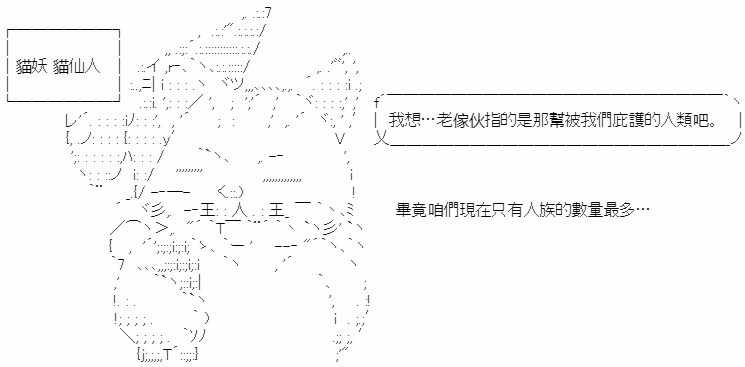 貓妖 貓仙人
我想…老傢伙指的是那幫被我們庇護的人類吧。
畢竟咱們現在只有人族的數量最多…